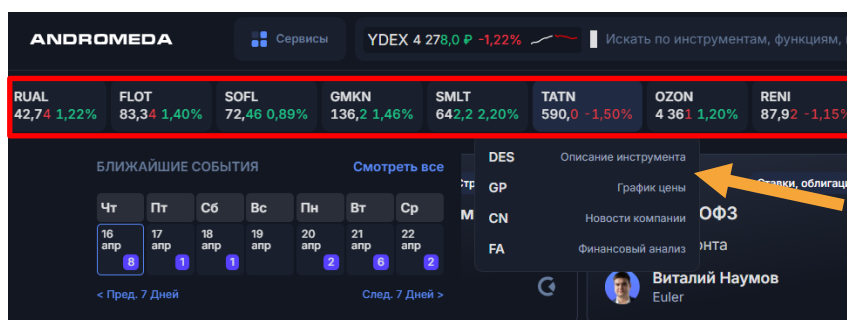 ANDROMEDA Сервисы YDEX 4 278,0 ₽ -1,22% Искать по инструментам, функциям,
RUAL FLOT SOFL GMKN SMLT TATN OZON RENI
42,74 1,22% 83,34 1,40% 72,46 0,89% 136,2 1,46% 642,2 2,20% 590,0 -1,50% 4 361 1,20% 87,92 -1,15%
БЛИЖАЙШИЕ СОБЫТИЯ Смотреть все
DES Описание инструмента
GP График цены
CN Новости компании
FA Финансовый анализ
Ставки, облигац
ОФЗ
Чт Пт Сб Вс Пн Вт Ср
16 апр 17 апр 18 апр 19 апр 20 апр 21 апр 22 апр
8 1 1 2 6 2
< Пред. 7 Дней След. 7 Дней >
Виталий Наумов
Euler